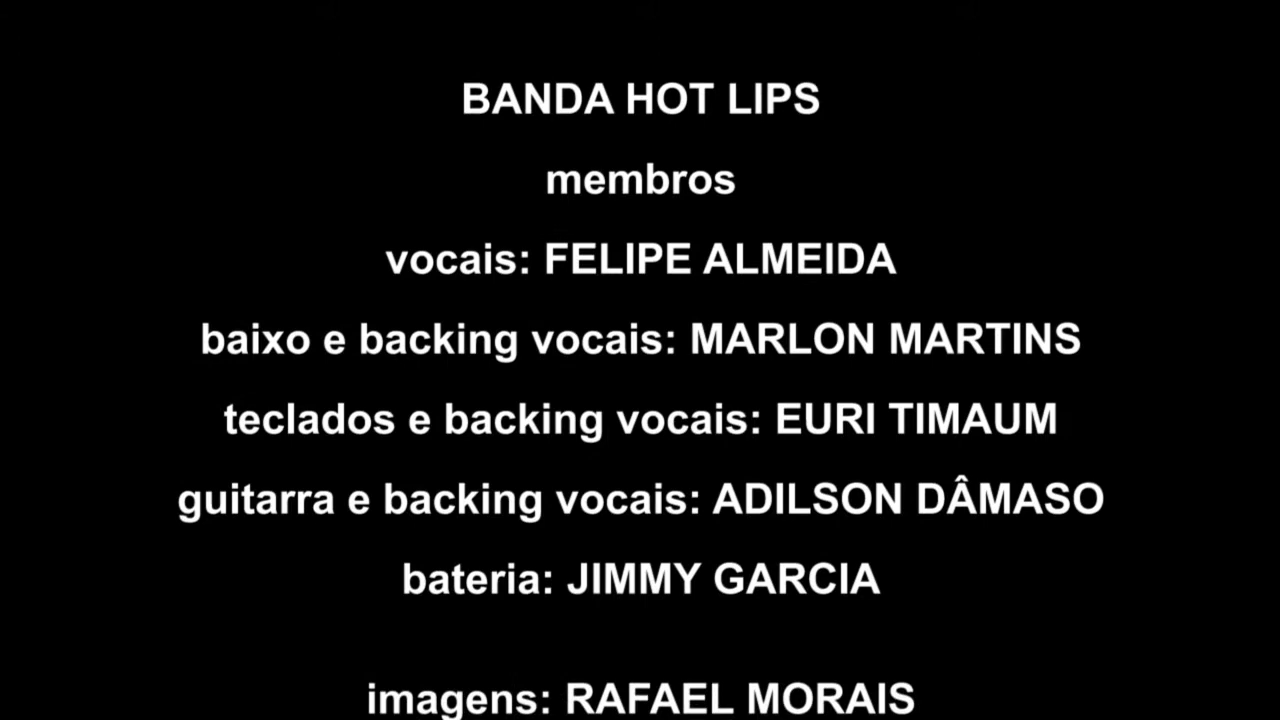 BANDA HOT LIPS
membros
vocais: FELIPE ALMEIDA
baixo e backing vocais: MARLON MARTINS
teclados e backing vocais: EURI TIMAUM
guitarra e backing vocais: ADILSON DÂMASO
bateria: JIMMY GARCIA
imagens: RAFAEL MORAIS